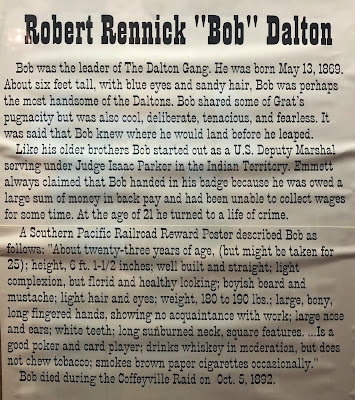 Robert Rennick "Bob" Dalton
Bob was the leader of The Dalton Gang. He was born May 13, 1869.
About six feet tall, with blue eyes and sandy hair, Bob was perhaps
the most handsome of the Daltons. Bob shared some of Grat's
pugnacity but was also cool, deliberate, tenacious, and fearless. It
was said that Bob knew where he would land before he leaped.
Like his older brothers Bob started out as a U.S. Deputy Marshal
serving under Judge Isaac Parker in the Indian Territory. Emmett
always claimed that Bob handed in his badge because he was owed a
large sum of money in back pay and had been unable to collect wages
for some time. At the age of 21 he turned to a life of crime.
A Southern Pacific Railroad Reward Poster described Bob as
follows: "About twenty-three years of age, (but might be taken for
25); height, 6 ft. 1-1/2 inches; well built and straight; light
complexion, but florid and healthy looking; boyish beard and
mustache; light hair and eyes; weight, 180 to 190 lbs.; large, bony,
long fingered hands, showing no acquaintance with work; large nose
and ears; white teeth; long sunburned neck, square features. ...Is a
good poker and card player; drinks whiskey in moderation, but does
not chew tobacco; smokes brown paper cigarettes occasionally."
Bob died during the Coffeyville Raid on Oct. 5, 1892.